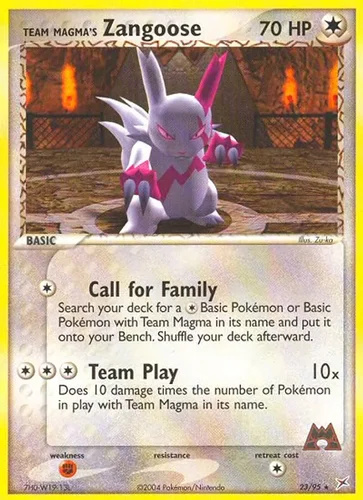 TEAM MAGMA'S Zangoose 70 HP
BASIC
Illus. Zu-ka
Call for Family
Search your deck for a Basic Pokémon or Basic
Pokémon with Team Magma in its name and put it
onto your Bench. Shuffle your deck afterward.
Team Play 10x
Does 10 damage times the number of Pokémon
in play with Team Magma in its name.
weakness resistance retreat cost
7H0-W19-13L ©2004 Pokémon/Nintendo 23/95 ★